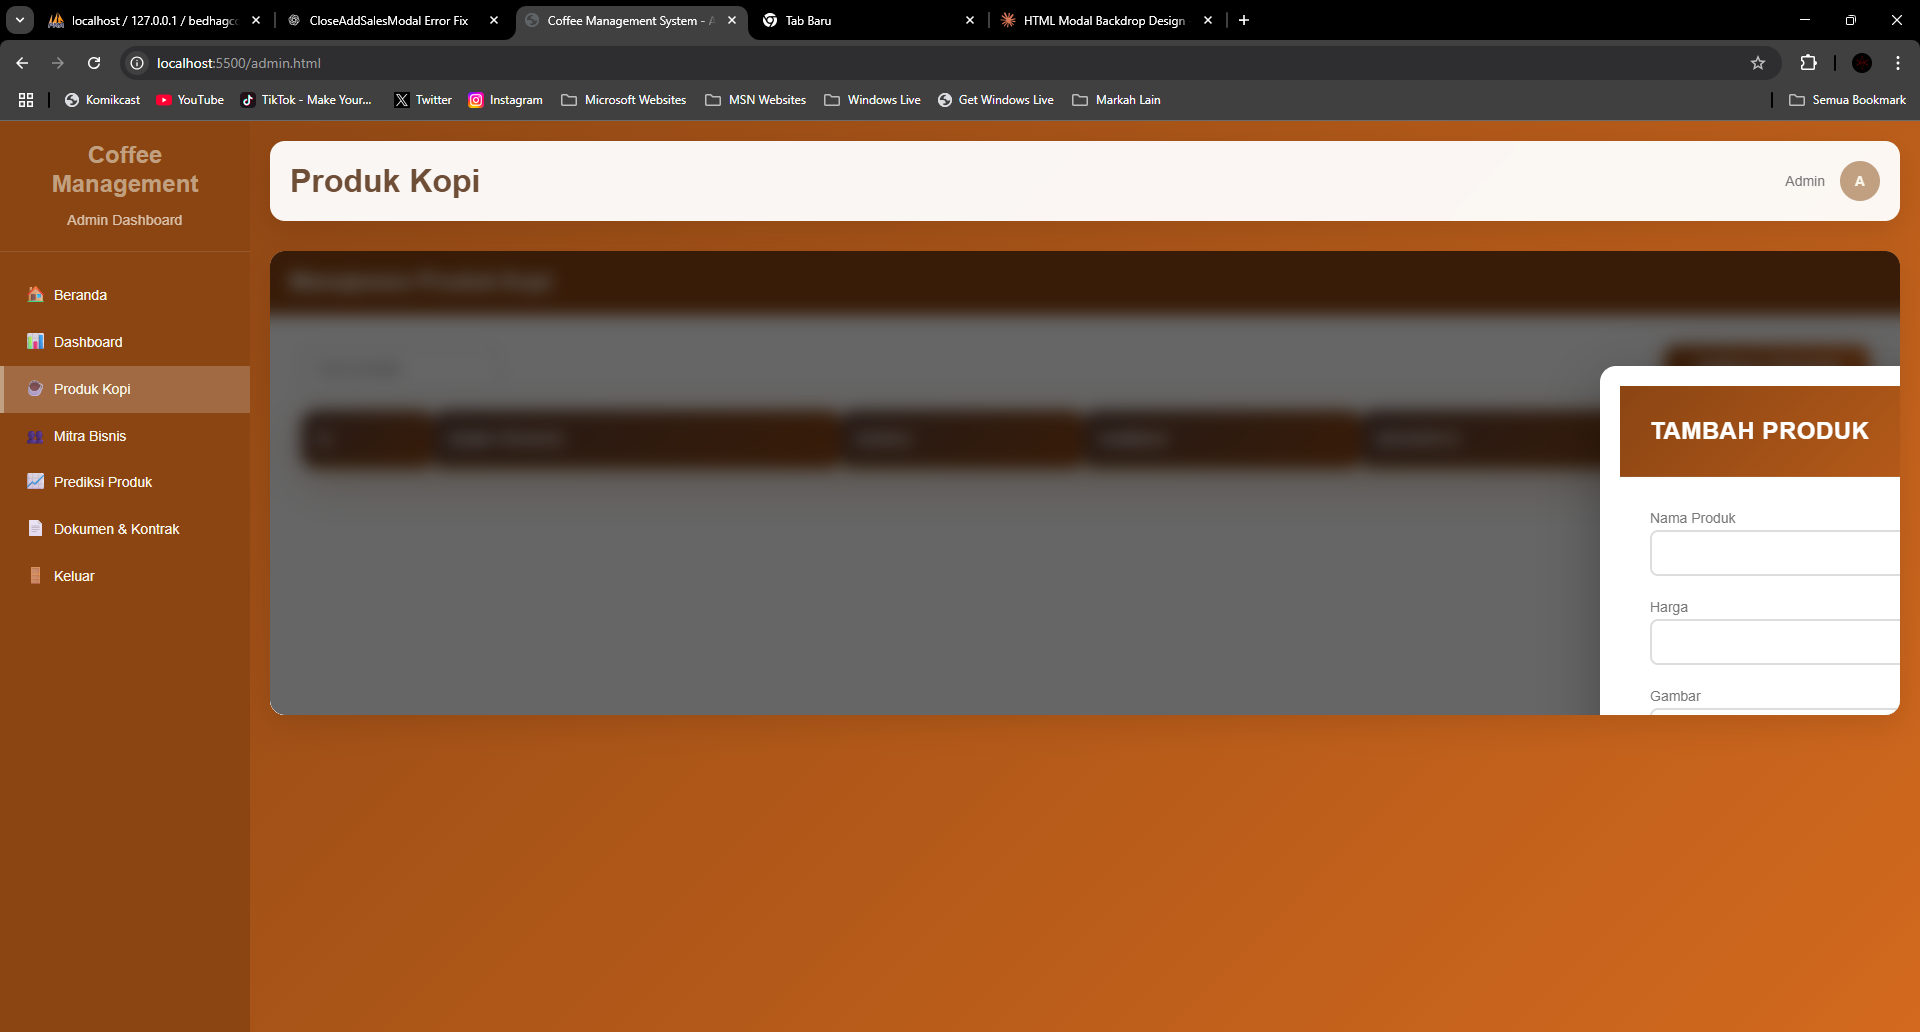 localhost / 127.0.0.1 / bedhagc
CloseAddSalesModal Error Fix
Coffee Management System - A
Tab Baru
HTML Modal Backdrop Design
localhost:5500/admin.html
Komikcast
YouTube
TikTok - Make Your...
Twitter
Instagram
Microsoft Websites
MSN Websites
Windows Live
Get Windows Live
Markah Lain
Semua Bookmark
Coffee
Management
Admin Dashboard
Beranda
Dashboard
Produk Kopi
Mitra Bisnis
Prediksi Produk
Dokumen & Kontrak
Keluar
Produk Kopi
Admin
A
TAMBAH PRODUK
Nama Produk
Harga
Gambar